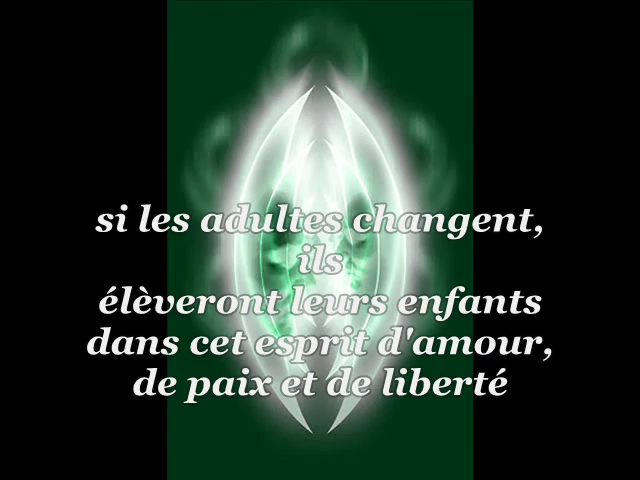 si les adultes changent,
ils
élèveront leurs enfants
dans cet esprit d'amour,
de paix et de liberté